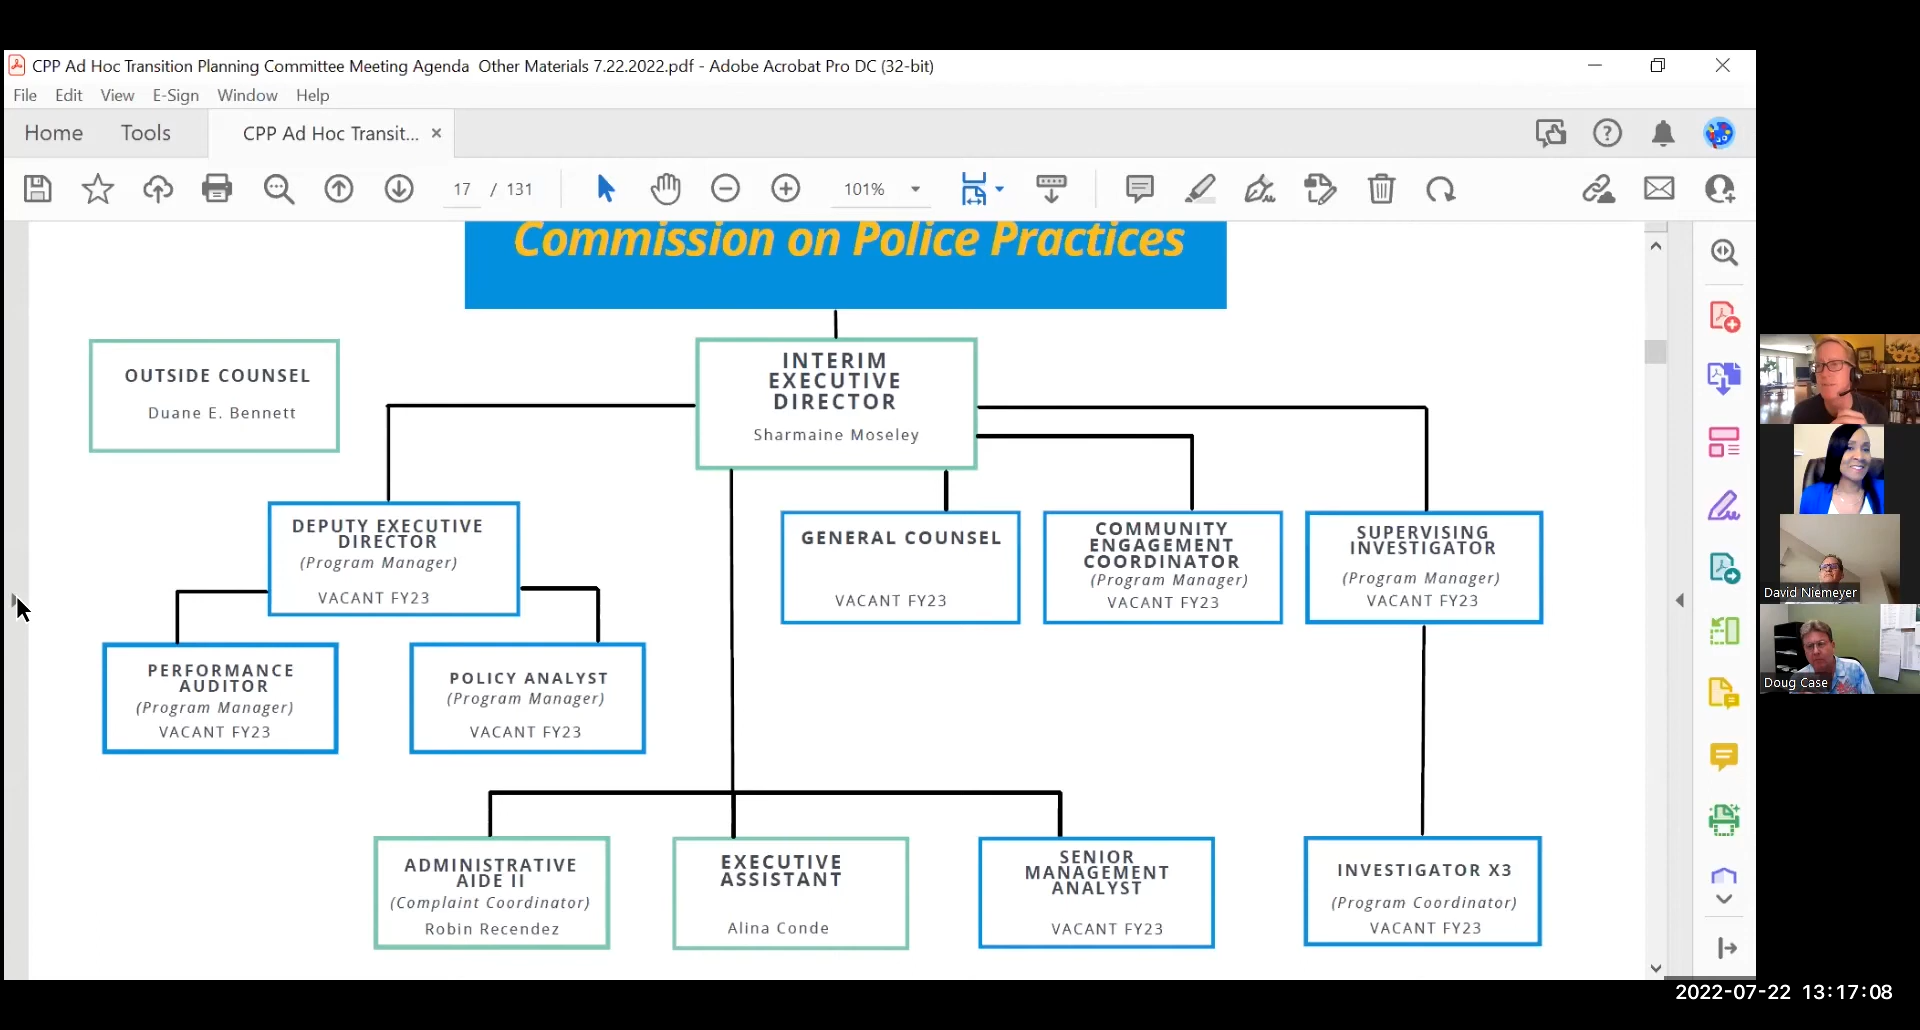 CPP Ad Hoc Transition Planning Committee Meeting Agenda  Other Materials 7.22.2022.pdf - Adobe Acrobat Pro DC (32-bit)
File Edit View E-Sign Window Help
Home Tools CPP Ad Hoc Transit... ×
17 / 131 101%
Commission on Police Practices
OUTSIDE COUNSEL
Duane E. Bennett
INTERIM
EXECUTIVE
DIRECTOR
Sharmaine Moseley
DEPUTY EXECUTIVE
DIRECTOR
(Program Manager)
VACANT FY23
GENERAL COUNSEL
VACANT FY23
COMMUNITY
ENGAGEMENT
COORDINATOR
(Program Manager)
VACANT FY23
SUPERVISING
INVESTIGATOR
(Program Manager)
VACANT FY23
PERFORMANCE
AUDITOR
(Program Manager)
VACANT FY23
POLICY ANALYST
(Program Manager)
VACANT FY23
ADMINISTRATIVE
AIDE II
(Complaint Coordinator)
Robin Recendez
EXECUTIVE
ASSISTANT
Alina Conde
SENIOR
MANAGEMENT
ANALYST
VACANT FY23
INVESTIGATOR X3
(Program Coordinator)
VACANT FY23
David Niemeyer
Doug Case
2022-07-22 13:17:08